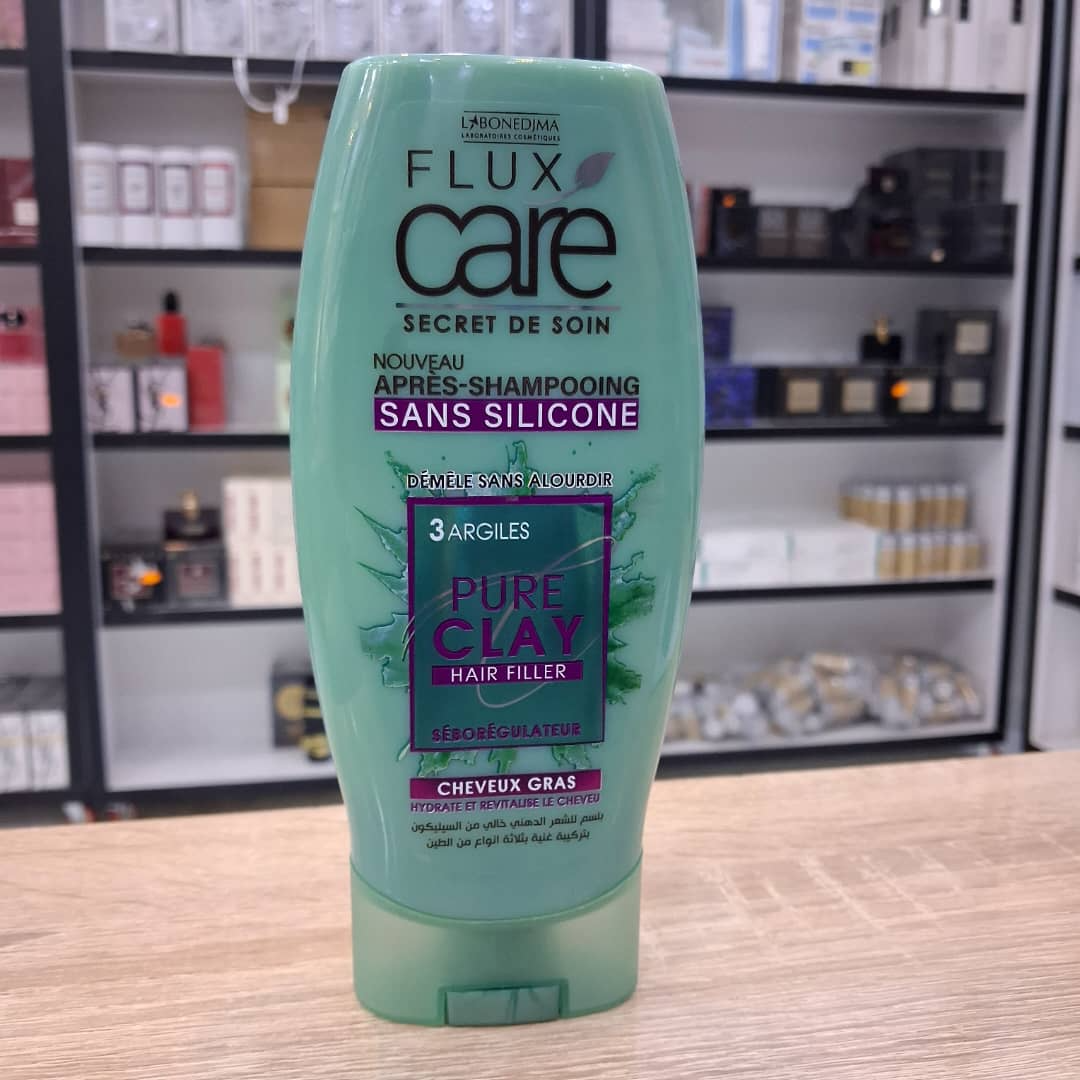 LABONEDJMA
LABORATOIRES COSMÉTIQUES
FLUX
care
SECRET DE SOIN
NOUVEAU
APRÈS-SHAMPOOING
SANS SILICONE
DÉMÊLE SANS ALOURDIR
3 ARGILES
PURE
CLAY
HAIR FILLER
SÉBORÉGULATEUR
CHEVEUX GRAS
HYDRATE ET REVITALISE LE CHEVEU
بلسم للشعر الدهني خالي من السيليكون
بتركيبة غنية بثلاثة انواع من الطين